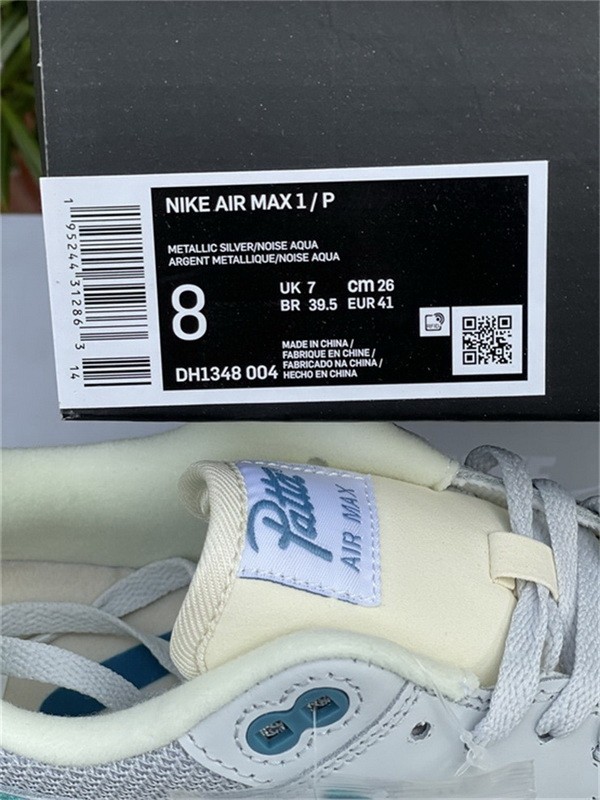 NIKE AIR MAX 1 / P
METALLIC SILVER/NOISE AQUA
ARGENT METALLIQUE/NOISE AQUA
8
UK 7 cm 26
BR 39.5 EUR 41
MADE IN CHINA /
FABRIQUE EN CHINE /
FABRICADO NA CHINA /
HECHO EN CHINA
DH1348 004
1 95244 31286 3 14
Patta
AIR MAX